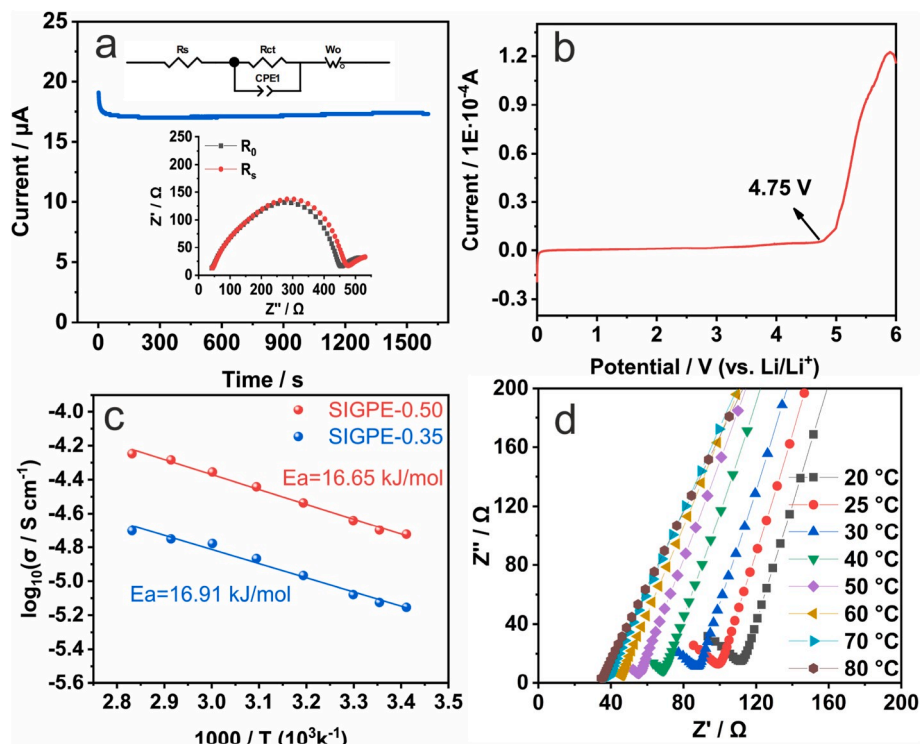 a
Rs
Rct
Wo
CPE1
25
20
15
10
5
0
Current / μA
0
300
600
900
1200
1500
Time / s
250
200
150
100
50
0
Z' / Ω
R0
Rs
0 100 200 300 400 500
Z'' / Ω
b
1.2
0.9
0.6
0.3
0.0
-0.3
Current / 1E·10-4A
4.75 V
0 1 2 3 4 5 6
Potential / V (vs. Li/Li+)
c
-4.0
-4.2
-4.4
-4.6
-4.8
-5.0
-5.2
-5.4
-5.6
log10(σ / S cm-1)
SIGPE-0.50
SIGPE-0.35
Ea=16.65 kJ/mol
Ea=16.91 kJ/mol
2.8 2.9 3.0 3.1 3.2 3.3 3.4
1000 / T (103k-1)
d
200
160
120
80
40
0
Z'' / Ω
20 °C
25 °C
30 °C
40 °C
50 °C
60 °C
70 °C
80 °C
0 40 80 120 160 200
Z' / Ω